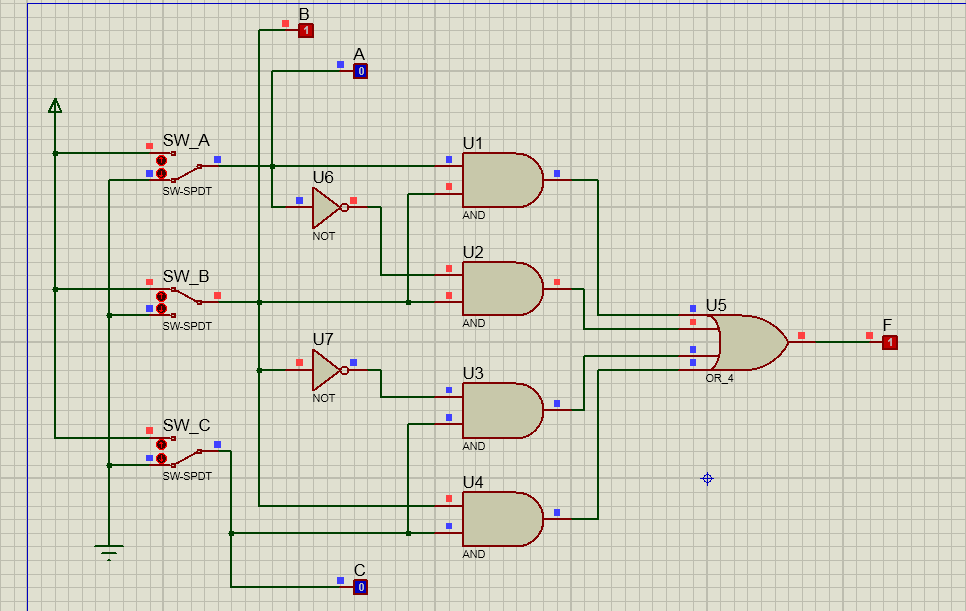 B
1
A
0
SW_A
SW-SPDT
U1
AND
U6
NOT
U2
AND
SW_B
SW-SPDT
U5
OR_4
F
1
U7
NOT
U3
AND
SW_C
SW-SPDT
U4
AND
C
0